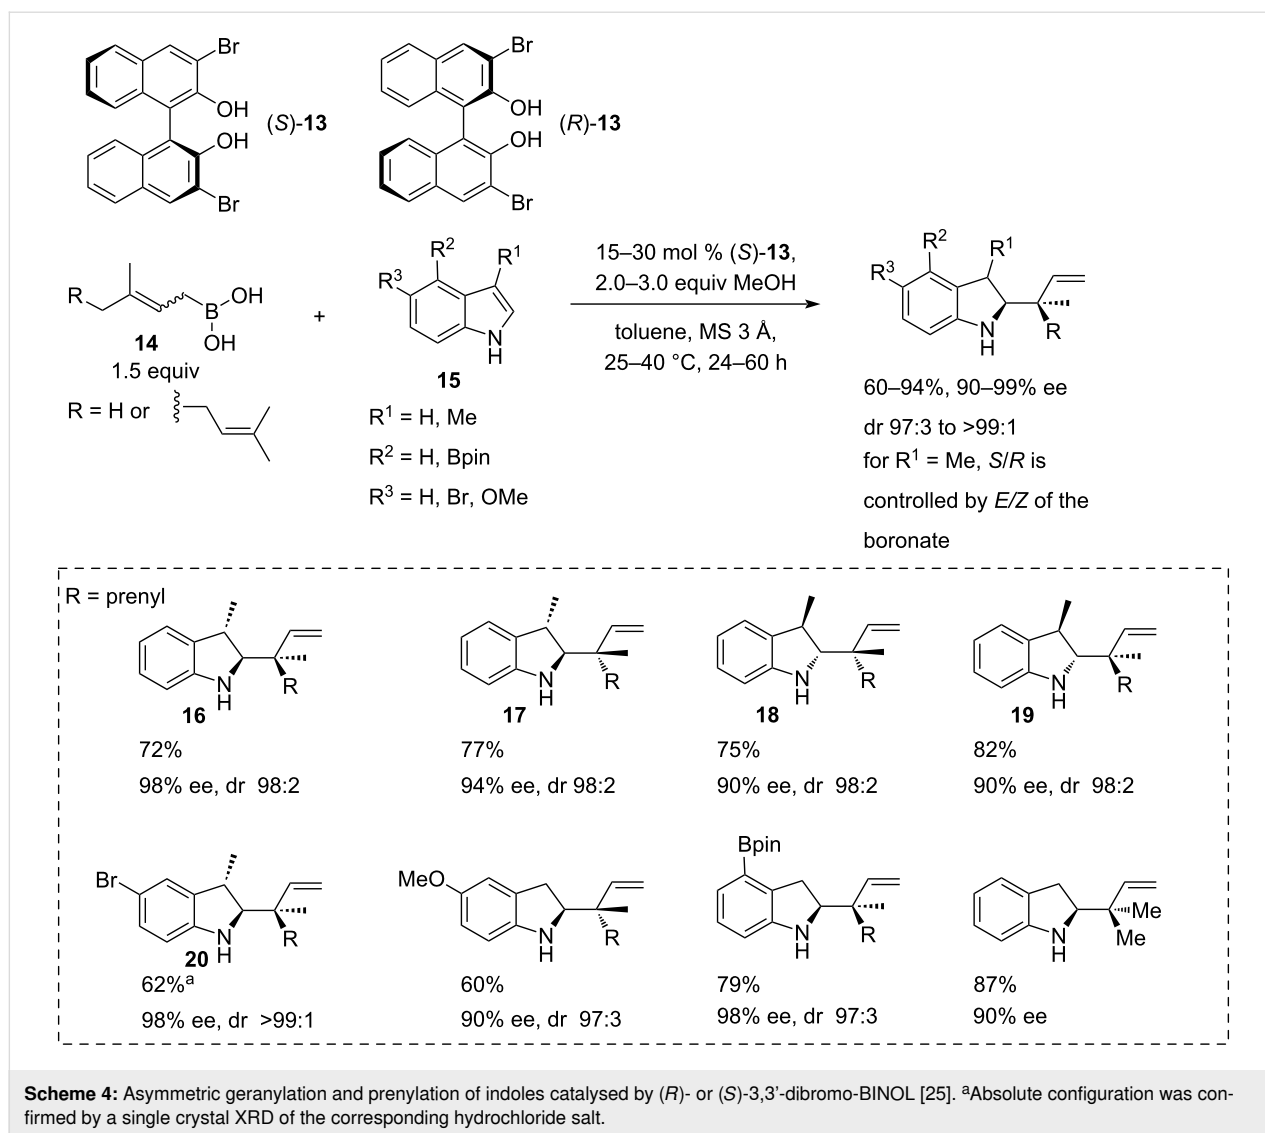 Br
OH
OH
Br
(S)-13
Br
OH
OH
Br
(R)-13
R
B
OH
OH
14
1.5 equiv
R = H or
+
R³
R²
R¹
N
H
15
R¹ = H, Me
R² = H, Bpin
R³ = H, Br, OMe
15–30 mol % (S)-13,
2.0–3.0 equiv MeOH
toluene, MS 3 Å,
25–40 °C, 24–60 h
R³
R²
R¹
N
H
R
60–94%, 90–99% ee
dr 97:3 to >99:1
for R¹ = Me, S/R is
controlled by E/Z of the
boronate
R = prenyl
N
H
R
16
72%
98% ee, dr 98:2
N
H
R
17
77%
94% ee, dr 98:2
N
H
R
18
75%
90% ee, dr 98:2
N
H
R
19
82%
90% ee, dr 98:2
Br
N
H
R
20
62%ᵃ
98% ee, dr >99:1
MeO
N
H
R
60%
90% ee, dr 97:3
Bpin
N
H
R
79%
98% ee, dr 97:3
N
H
Me
Me
87%
90% ee
Scheme 4: Asymmetric geranylation and prenylation of indoles catalysed by (R)- or (S)-3,3’-dibromo-BINOL [25]. ᵃAbsolute configuration was con-
firmed by a single crystal XRD of the corresponding hydrochloride salt.